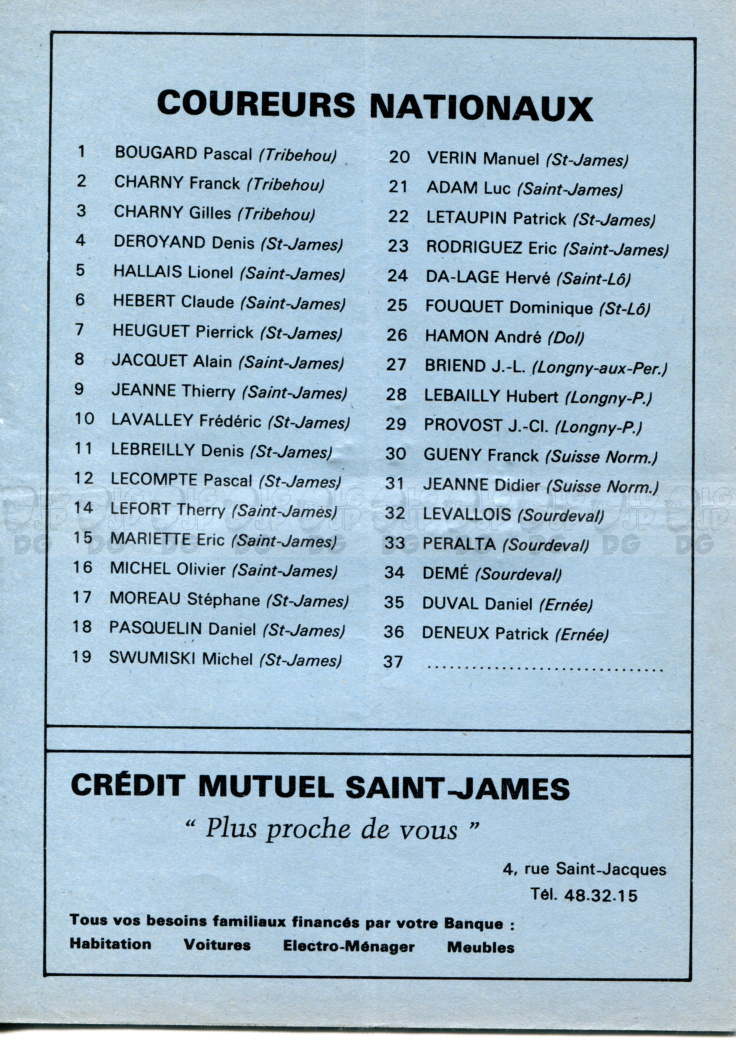 COUREURS NATIONAUX
1 BOUGARD Pascal (Tribehou)
2 CHARNY Franck (Tribehou)
3 CHARNY Gilles (Tribehou)
4 DEROYAND Denis (St-James)
5 HALLAIS Lionel (Saint-James)
6 HEBERT Claude (Saint-James)
7 HEUGUET Pierrick (St-James)
8 JACQUET Alain (Saint-James)
9 JEANNE Thierry (Saint-James)
10 LAVALLEY Frédéric (St-James)
11 LEBREILLY Denis (St-James)
12 LECOMPTE Pascal (St-James)
14 LEFORT Therry (Saint-James)
15 MARIETTE Eric (Saint-James)
16 MICHEL Olivier (Saint-James)
17 MOREAU Stéphane (St-James)
18 PASQUELIN Daniel (St-James)
19 SWUMISKI Michel (St-James)
20 VERIN Manuel (St-James)
21 ADAM Luc (Saint-James)
22 LETAUPIN Patrick (St-James)
23 RODRIGUEZ Eric (Saint-James)
24 DA-LAGE Hervé (Saint-Lô)
25 FOUQUET Dominique (St-Lô)
26 HAMON André (Dol)
27 BRIEND J.-L. (Longny-aux-Per.)
28 LEBAILLY Hubert (Longny-P.)
29 PROVOST J.-Cl. (Longny-P.)
30 GUENY Franck (Suisse Norm.)
31 JEANNE Didier (Suisse Norm.)
32 LEVALLOIS (Sourdeval)
33 PERALTA (Sourdeval)
34 DEMÉ (Sourdeval)
35 DUVAL Daniel (Ernée)
36 DENEUX Patrick (Ernée)
37 ................................
CRÉDIT MUTUEL SAINT-JAMES
“ Plus proche de vous ”
4, rue Saint-Jacques
Tél. 48.32.15
Tous vos besoins familiaux financés par votre Banque :
Habitation Voitures Electro-Ménager Meubles